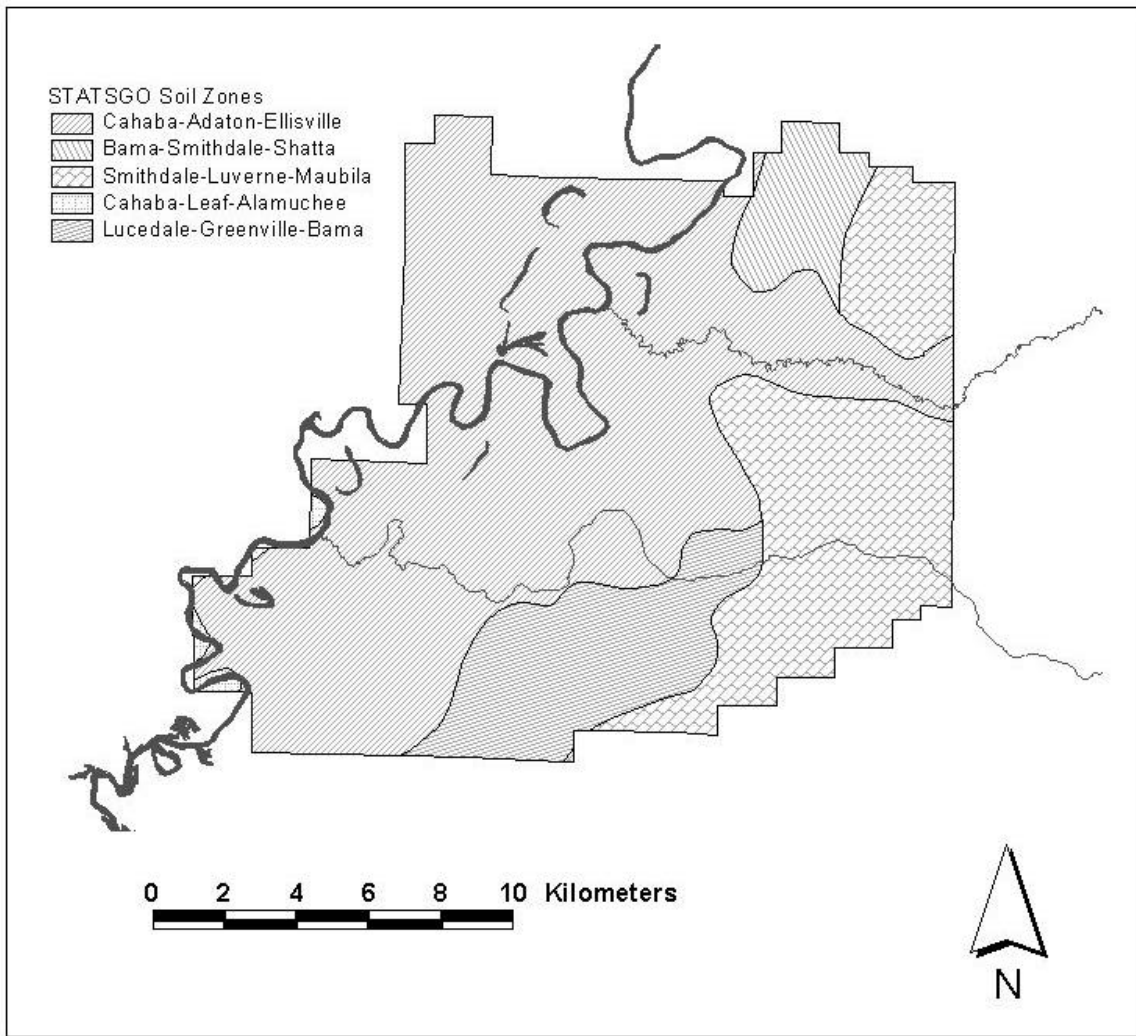 STATSGO Soil Zones
Cahaba-Adaton-Ellisville
Bama-Smithdale-Shatta
Smithdale-Luverne-Maubila
Cahaba-Leaf-Alamuchee
Lucedale-Greenville-Bama
0 2 4 6 8 10 Kilometers
N